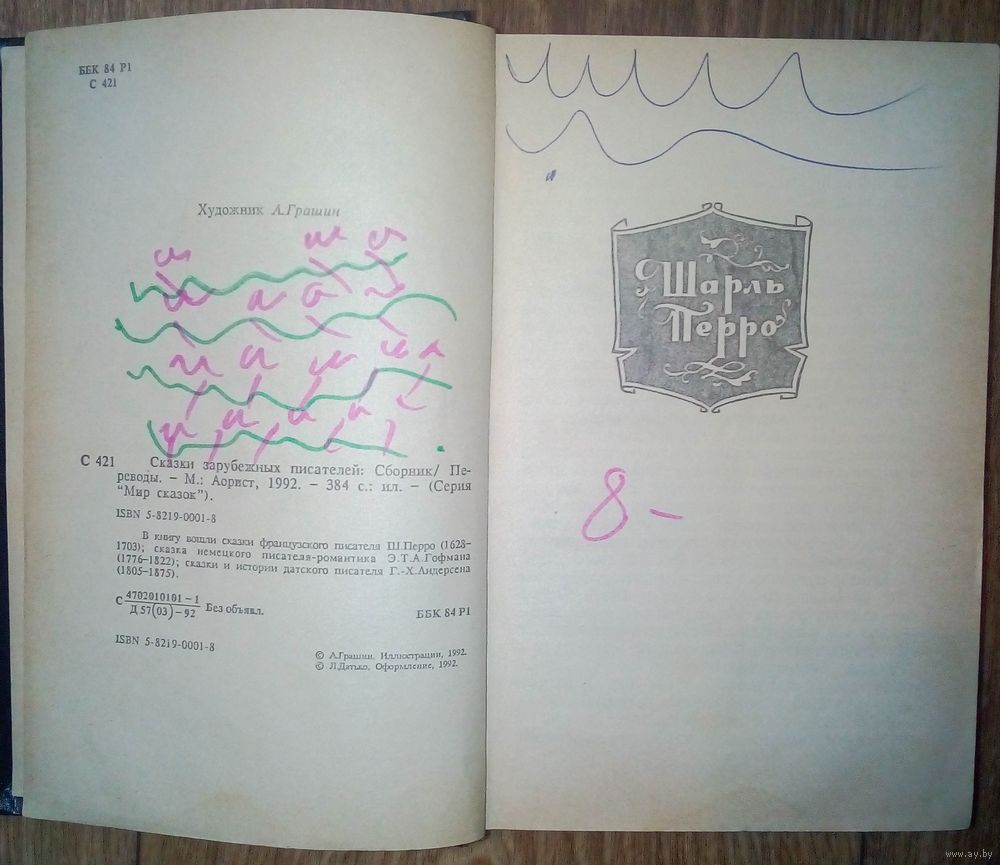 ББК 84 Р1
С 421
Художник А.Грашин
С 421 Сказки зарубежных писателей: Сборник/ Пе-
реводы. – М.: Аорист, 1992. – 384 с.: ил. – (Серия
"Мир сказок").
ISBN 5-8219-0001-8
В книгу вошли сказки французского писателя Ш.Перро (1628-
1703); сказка немецкого писателя-романтика Э.Т.А.Гофмана
(1776-1822); сказки и истории датского писателя Г.-Х.Андерсена
(1805-1875).
С 4702010101 – 1
Д 57(03) – 92 Без объявл.
ББК 84 Р1
ISBN 5-8219-0001-8
© А.Грашин. Иллюстрации, 1992.
© Л.Датько, Оформление, 1992.
Шарль
Перро
8 –
www.ay.by